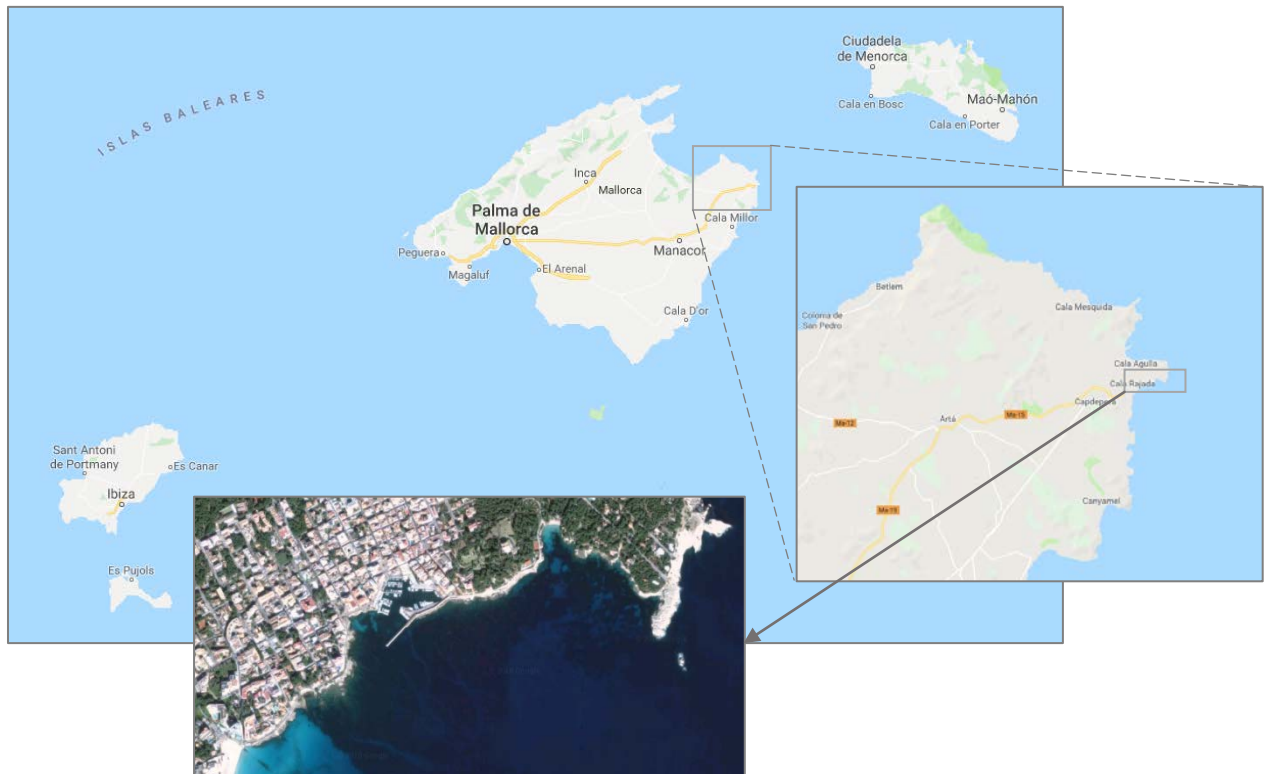 ISLAS BALEARES
Ciudadela
de Menorca
Cala en Bosc
Maó-Mahón
Cala en Porter
Inca
Mallorca
Palma de
Mallorca
Cala Millor
Peguera
Manacor
Magaluf
El Arenal
Cala D'or
Sant Antoni
de Portmany
Es Canar
Ibiza
Es Pujols
Betlem
Cala Mesquida
Colonia de
San Pedro
Cala Agulla
Cala Rajada
Capdepera
Ma-15
Artà
Ma-12
Canyamel
Ma-15